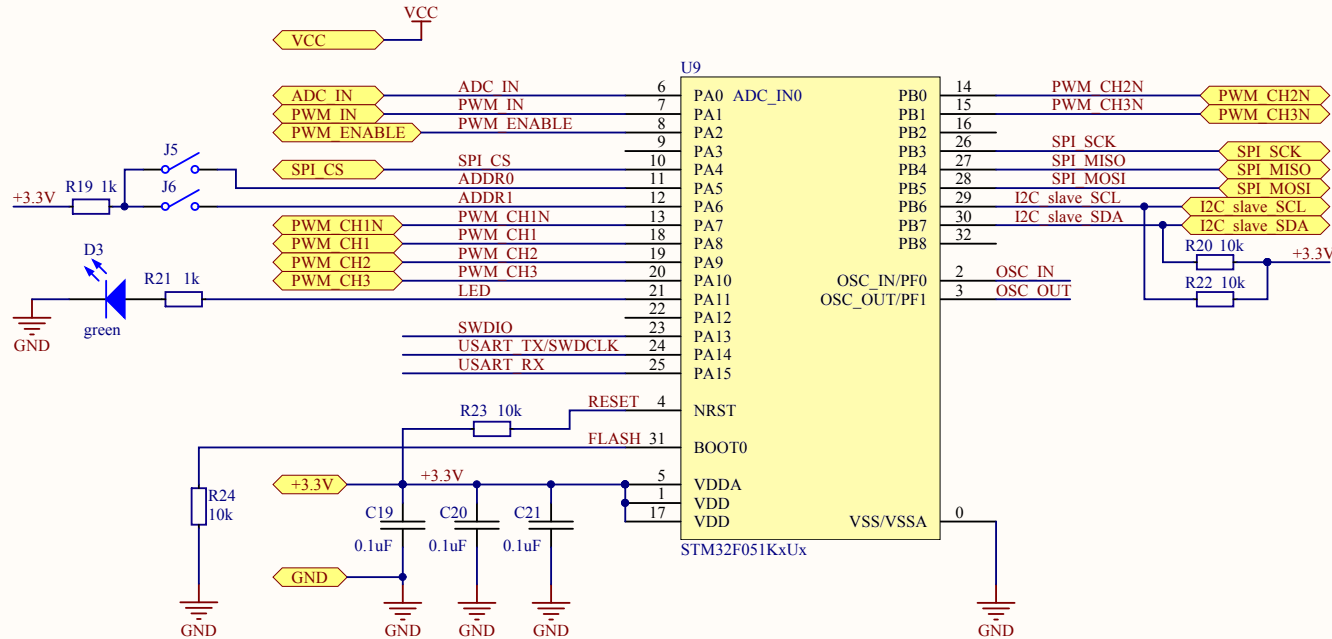 VCC
VCC
U9
ADC_IN ADC_IN 6 PA0 ADC_IN0 PB0 14 PWM_CH2N PWM_CH2N
PWM_IN PWM_IN 7 PA1 PB1 15 PWM_CH3N PWM_CH3N
PWM_ENABLE PWM_ENABLE 8 PA2 PB2 16
9 PA3 PB3 26 SPI_SCK SPI_SCK
J5
SPI_CS SPI_CS 10 PA4 PB4 27 SPI_MISO SPI_MISO
ADDR0 11 PA5 PB5 28 SPI_MOSI SPI_MOSI
+3.3V R19 1k J6 ADDR1 12 PA6 PB6 29 I2C_slave_SCL I2C_slave_SCL
PWM_CH1N PWM_CH1N 13 PA7 PB7 30 I2C_slave_SDA I2C_slave_SDA
PWM_CH1 PWM_CH1 18 PA8 PB8 32
R20 10k +3.3V
D3 PWM_CH2 PWM_CH2 19 PA9
PWM_CH3 PWM_CH3 20 PA10 OSC_IN/PF0 2 OSC_IN
R22 10k
R21 1k LED 21 PA11 OSC_OUT/PF1 3 OSC_OUT
green
22 PA12
GND
SWDIO 23 PA13
USART_TX/SWDCLK 24 PA14
USART_RX 25 PA15
R23 10k RESET 4 NRST
FLASH 31 BOOT0
+3.3V +3.3V 5 VDDA
R24 1 VDD
10k C19 C20 C21 17 VDD VSS/VSSA 0
0.1uF 0.1uF 0.1uF STM32F051KxUx
GND
GND GND GND GND GND